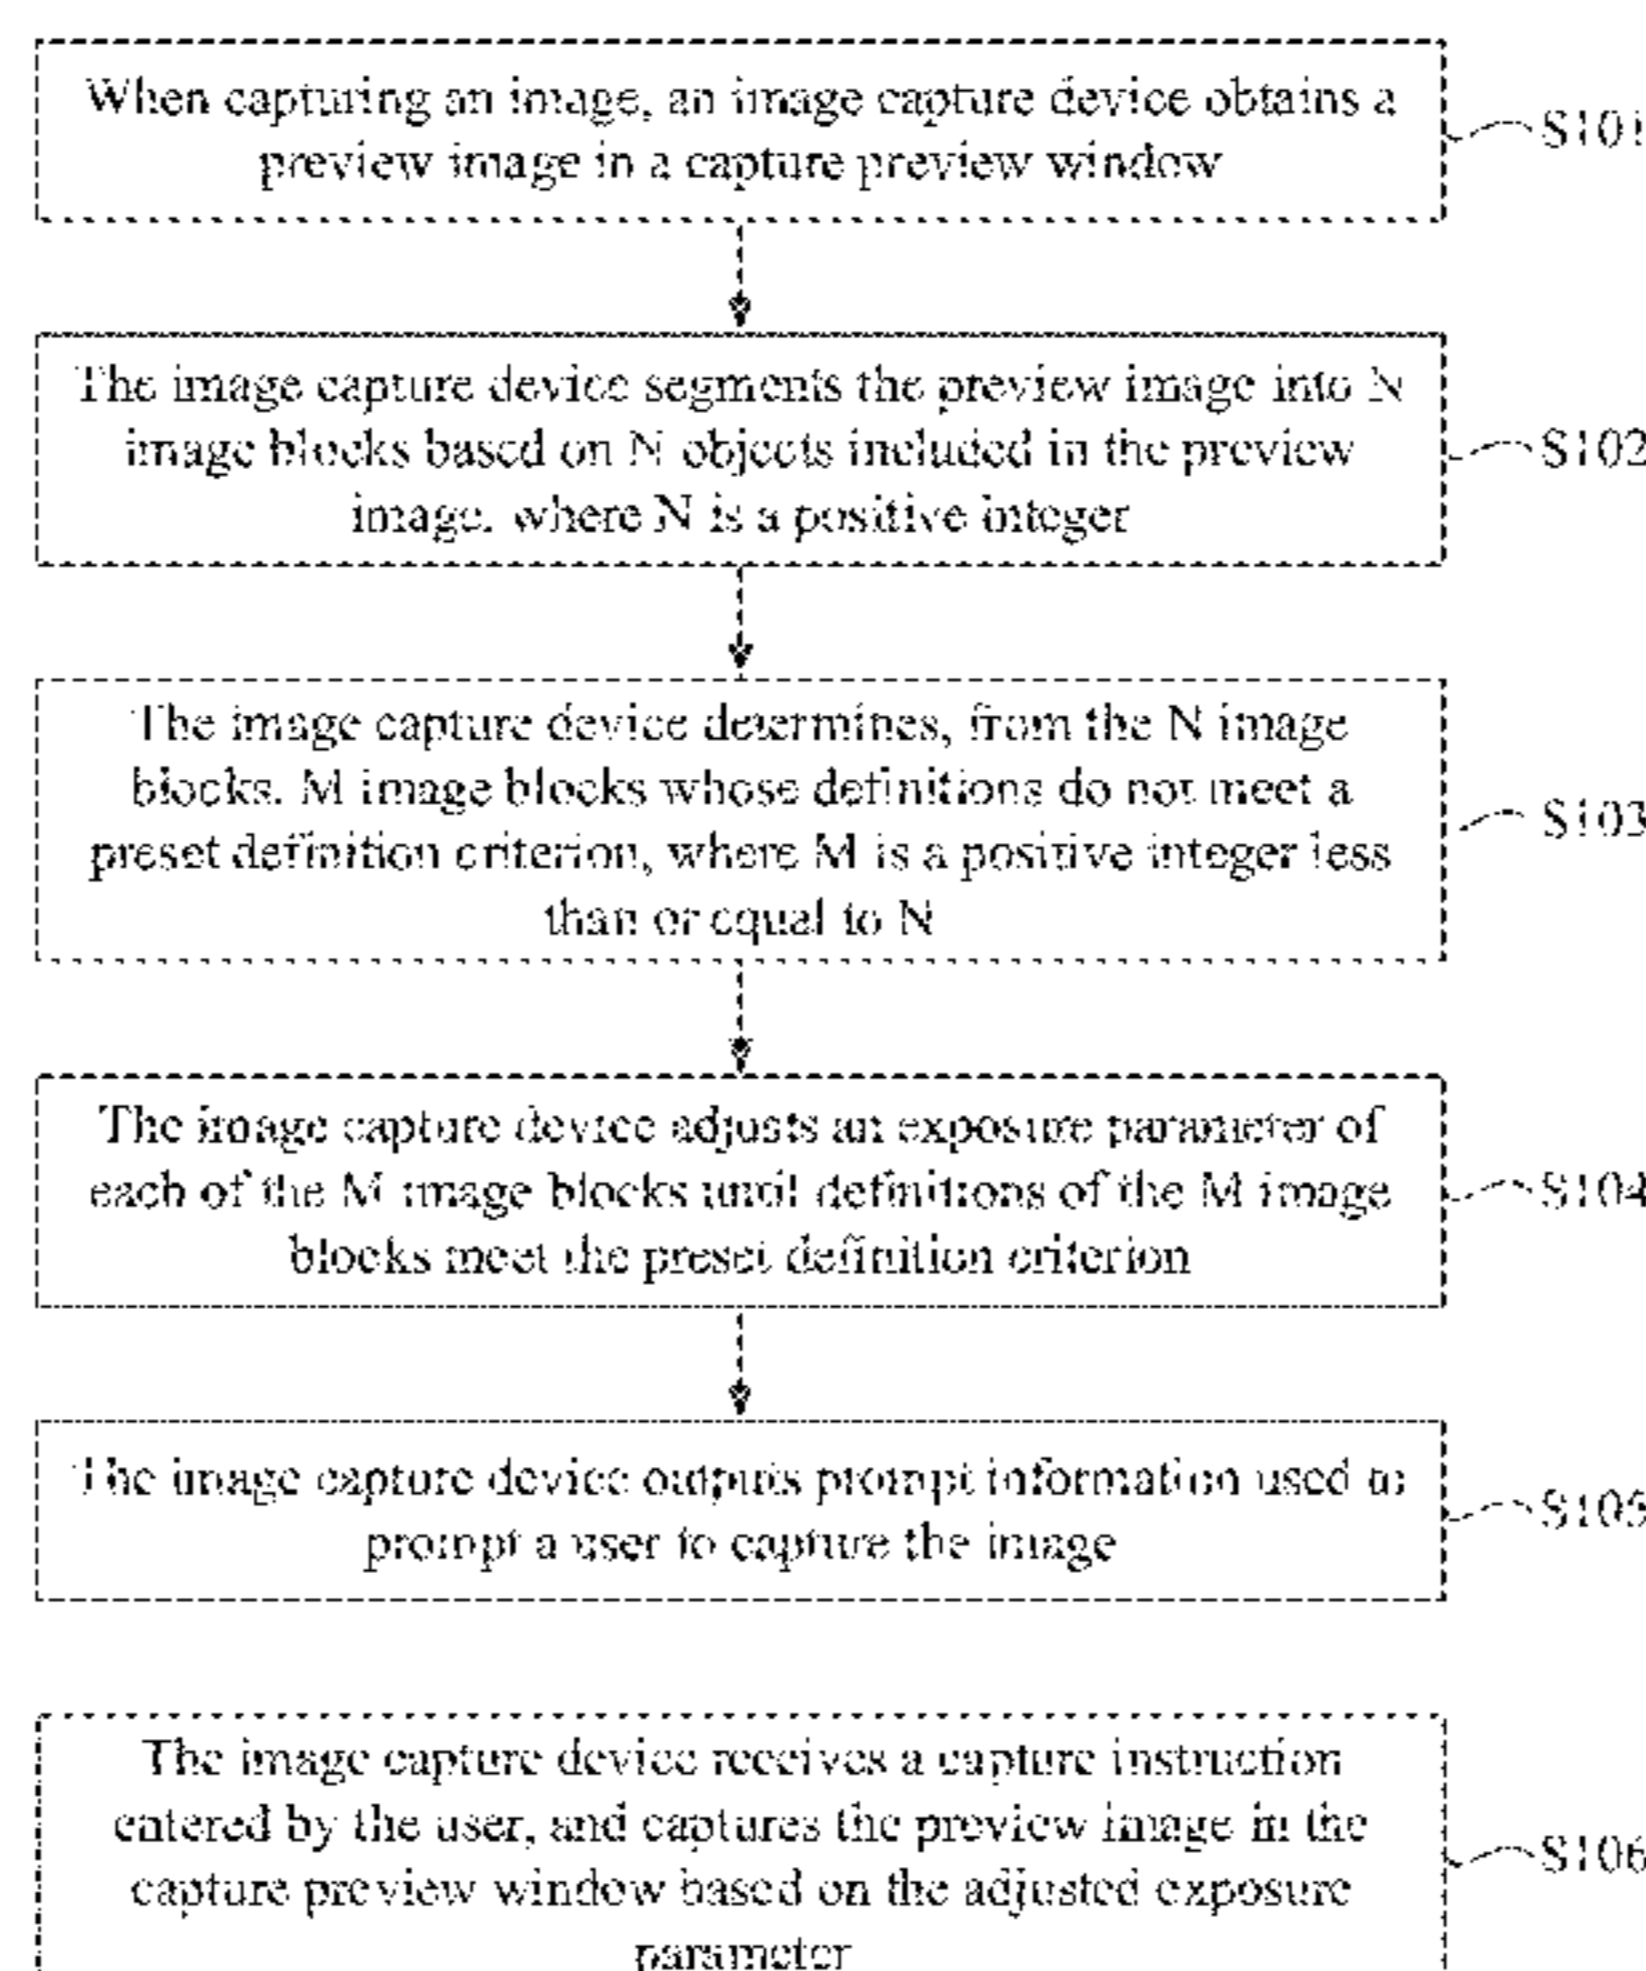 When capturing an image, an image capture device obtains a
preview image in a capture preview window
S101
The image capture device segments the preview image into N
image blocks based on N objects included in the preview
image, where N is a positive integer
S102
The image capture device determines, from the N image
blocks, M image blocks whose definitions do not meet a
preset definition criterion, where M is a positive integer less
than or equal to N
S103
The image capture device adjusts an exposure parameter of
each of the M image blocks until definitions of the M image
blocks meet the preset definition criterion
S104
The image capture device outputs prompt information used to
prompt a user to capture the image
S105
The image capture device receives a capture instruction
entered by the user, and captures the preview image in the
capture preview window based on the adjusted exposure
parameter
S106